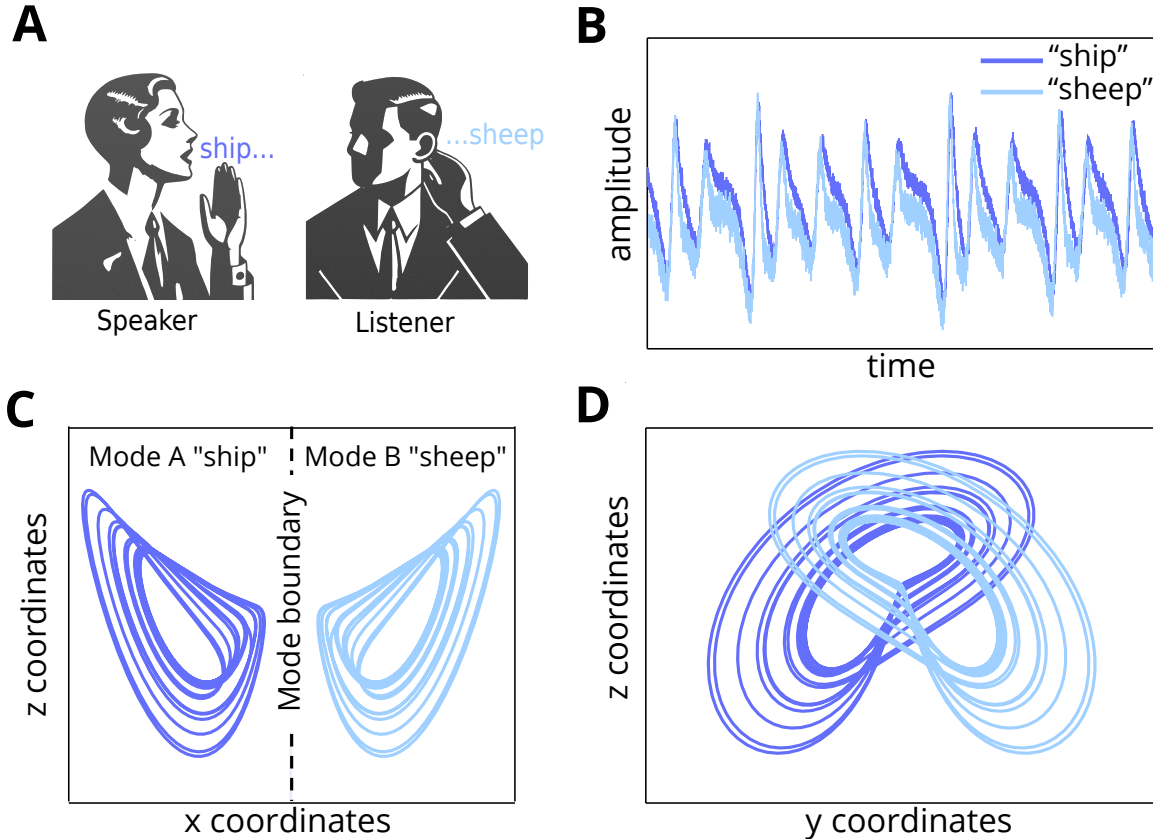 A
ship...
...sheep
Speaker
Listener
B
"ship"
"sheep"
amplitude
time
C
Mode A "ship"
Mode B "sheep"
Mode boundary
z coordinates
x coordinates
D
z coordinates
y coordinates